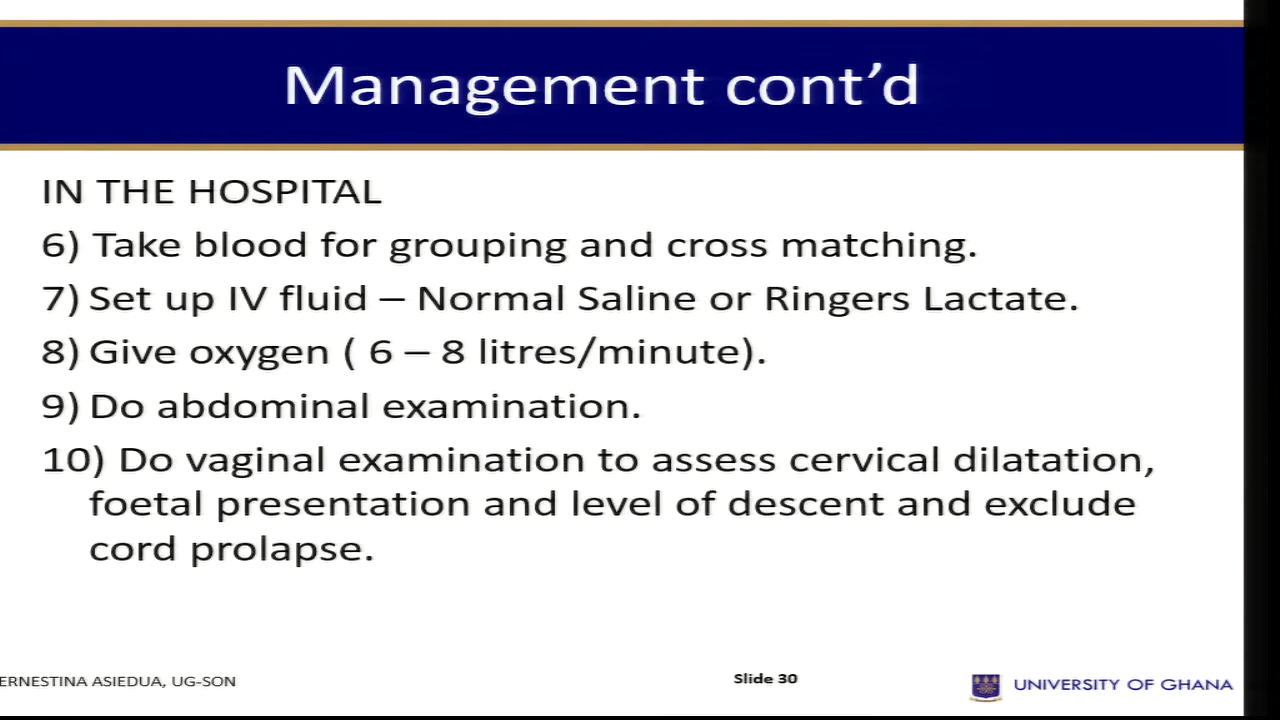 Management cont’d
IN THE HOSPITAL
6) Take blood for grouping and cross matching.
7) Set up IV fluid – Normal Saline or Ringers Lactate.
8) Give oxygen ( 6 – 8 litres/minute).
9) Do abdominal examination.
10) Do vaginal examination to assess cervical dilatation,
foetal presentation and level of descent and exclude
cord prolapse.
ERNESTINA ASIEDUA, UG-SON
Slide 30
UNIVERSITY OF GHANA